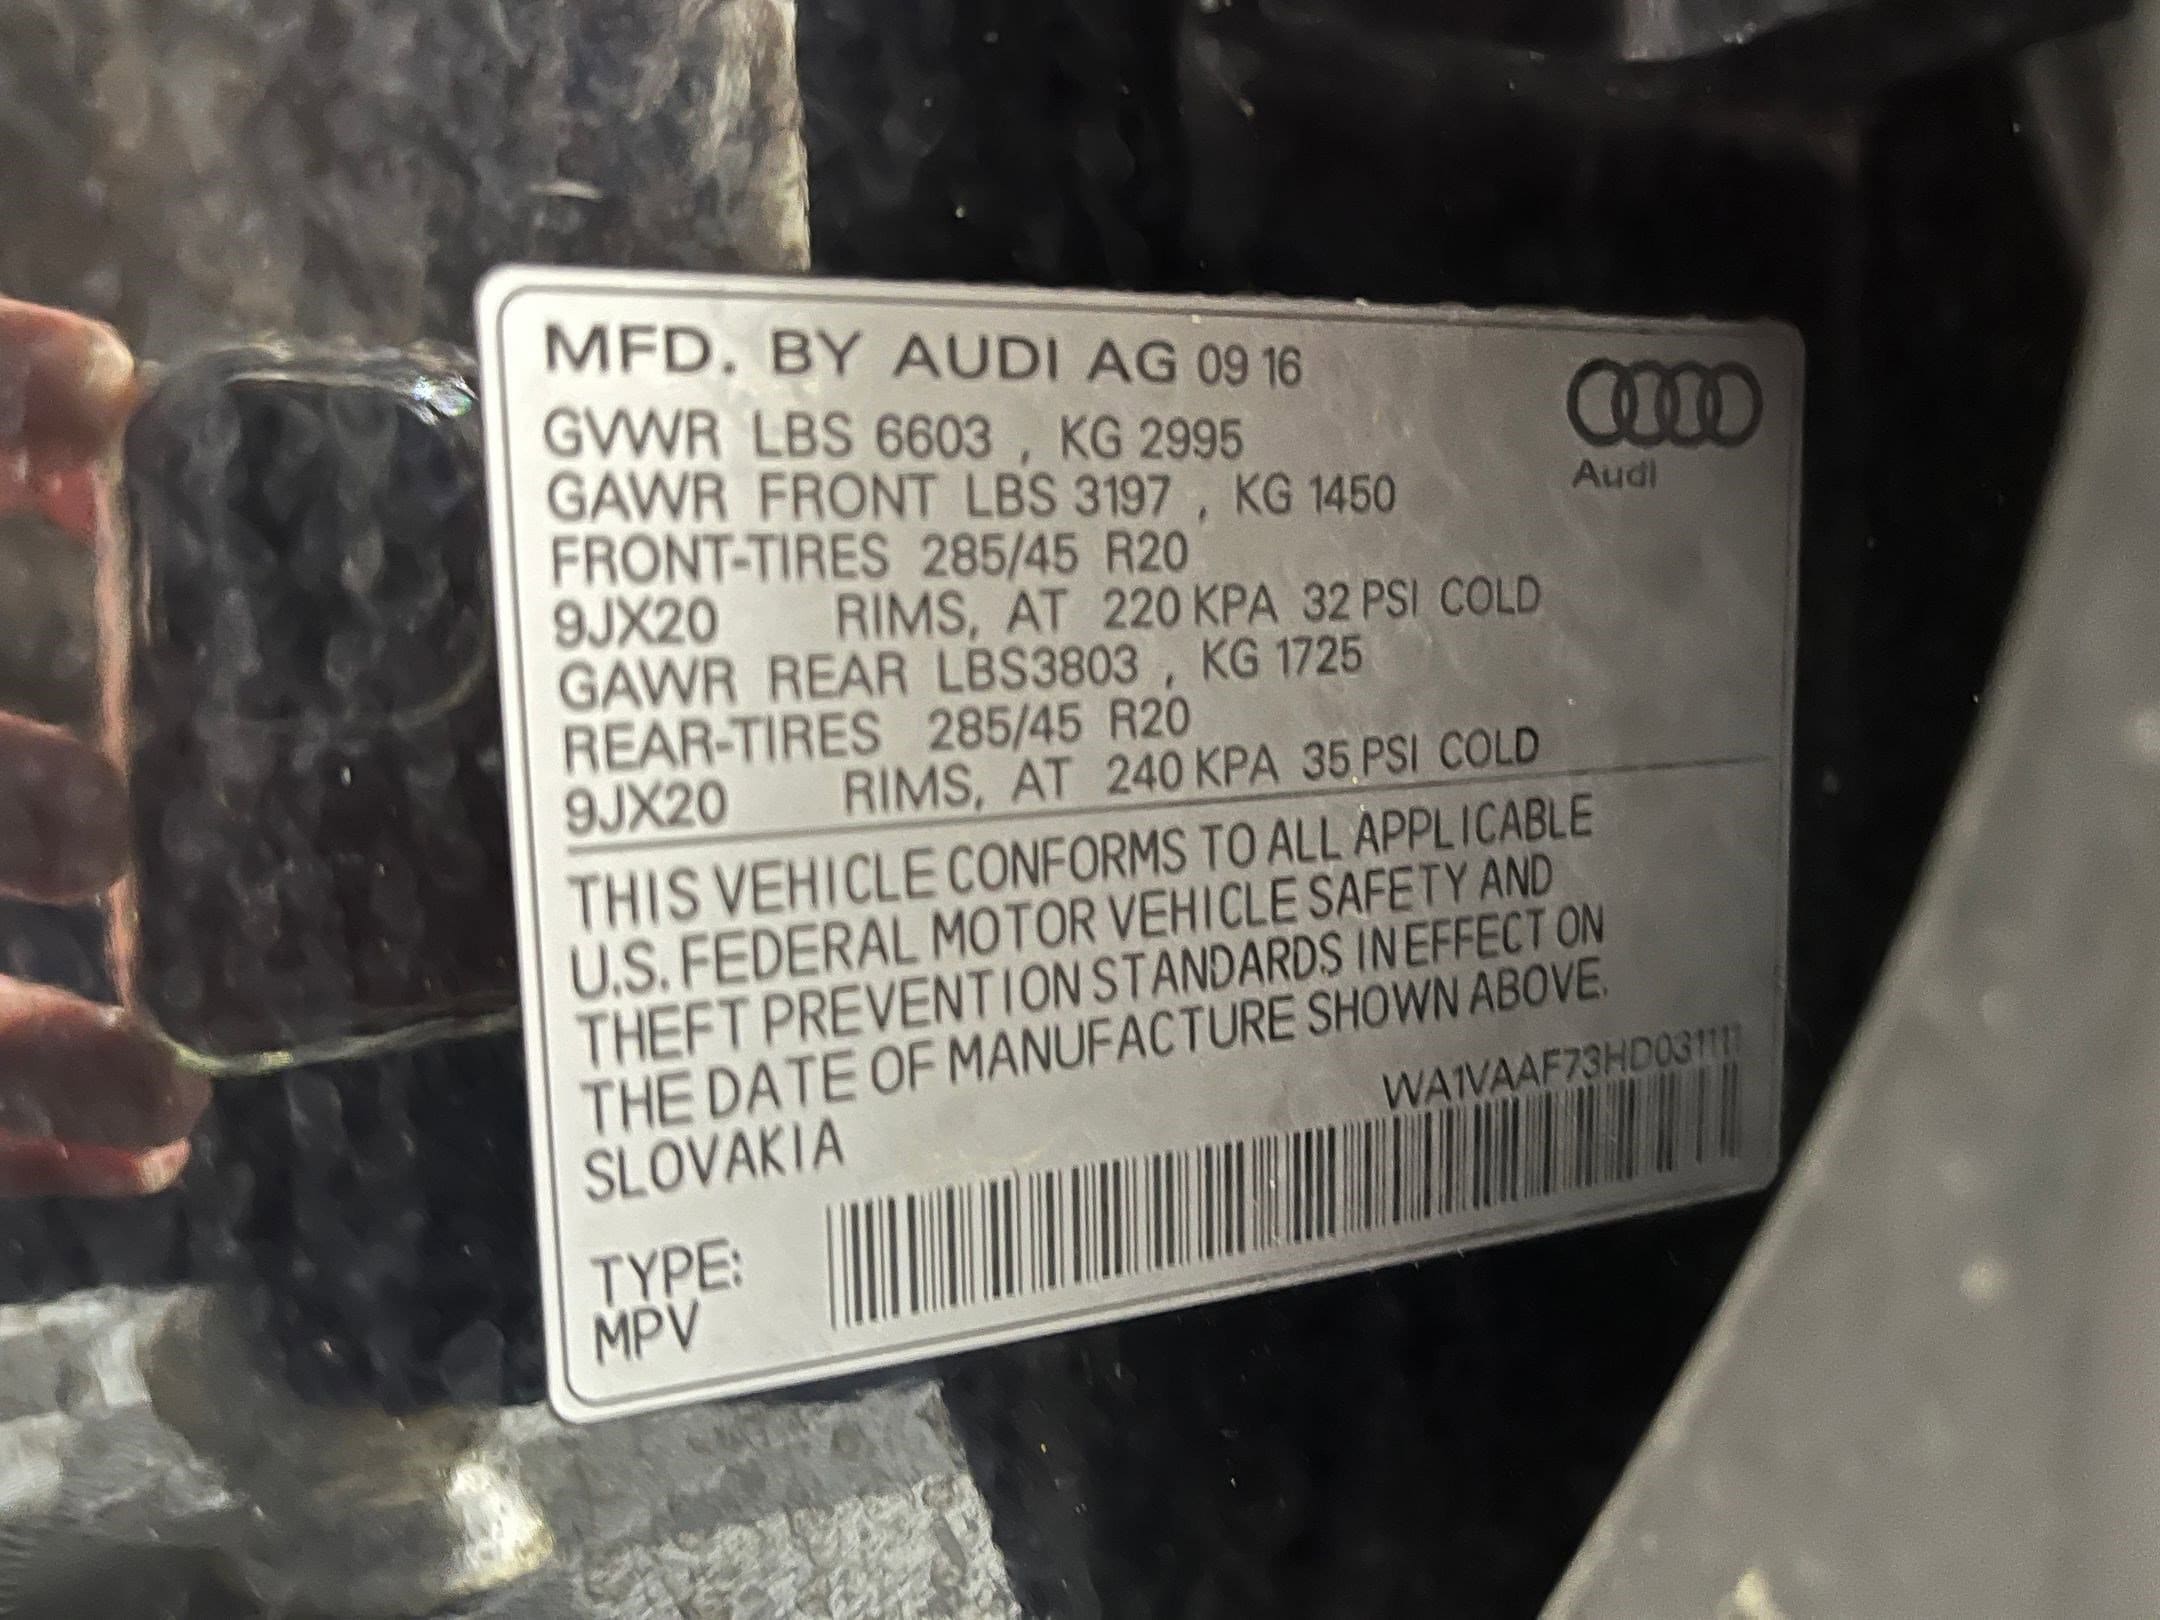 MFD. BY AUDI AG 09 16
Audi
GVWR LBS 6603 , KG 2995
GAWR FRONT LBS 3197 , KG 1450
FRONT-TIRES 285/45 R20
9JX20 RIMS, AT 220 KPA 32 PSI COLD
GAWR REAR LBS3803 , KG 1725
REAR-TIRES 285/45 R20
9JX20 RIMS, AT 240 KPA 35 PSI COLD
THIS VEHICLE CONFORMS TO ALL APPLICABLE
U.S. FEDERAL MOTOR VEHICLE SAFETY AND
THEFT PREVENTION STANDARDS IN EFFECT ON
THE DATE OF MANUFACTURE SHOWN ABOVE.
SLOVAKIA
WA1VAAF73HD031111
TYPE:
MPV